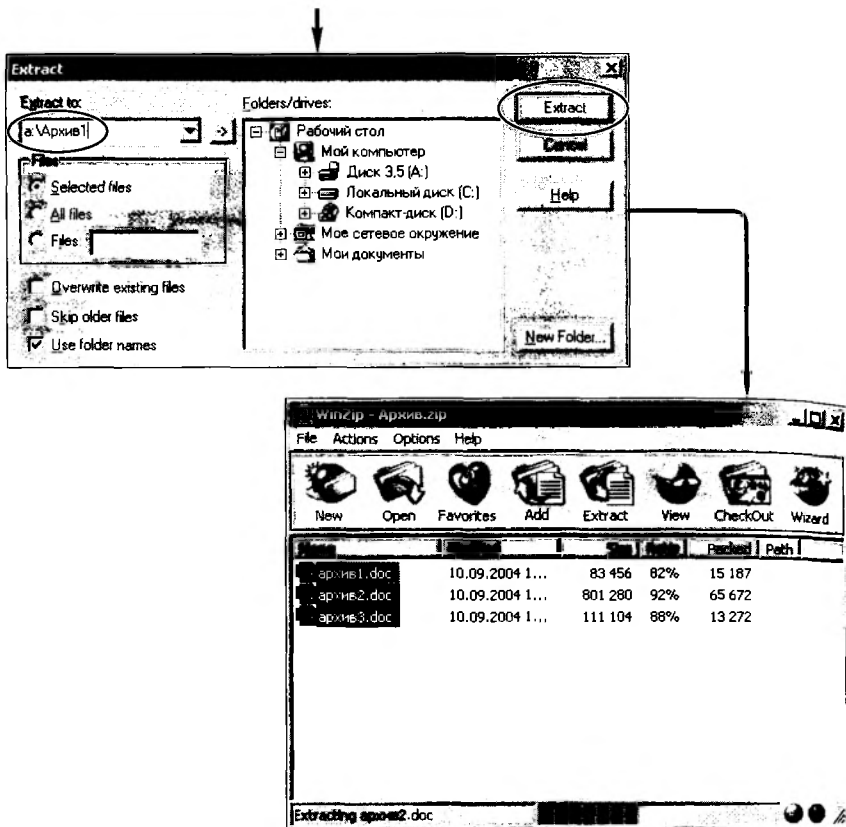 Extract
Extract to:
Folders/drives:
Extract
a:\Архив1
Рабочий стол
Cancel
Files
Мой компьютер
Selected files
Диск 3,5 (A:)
Help
All files
Локальный диск (C:)
Files:
Компакт-диск (D:)
Мое сетевое окружение
Мои документы
Overwrite existing files
Skip older files
New Folder...
Use folder names
WinZip - Архив.zip
File Actions Options Help
New Open Favorites Add Extract View CheckOut Wizard
Name Modified Size Ratio Packed Path
архив1.doc 10.09.2004 1... 83 456 82% 15 187
архив2.doc 10.09.2004 1... 801 280 92% 65 672
архив3.doc 10.09.2004 1... 111 104 88% 13 272
Extracting архив2.doc